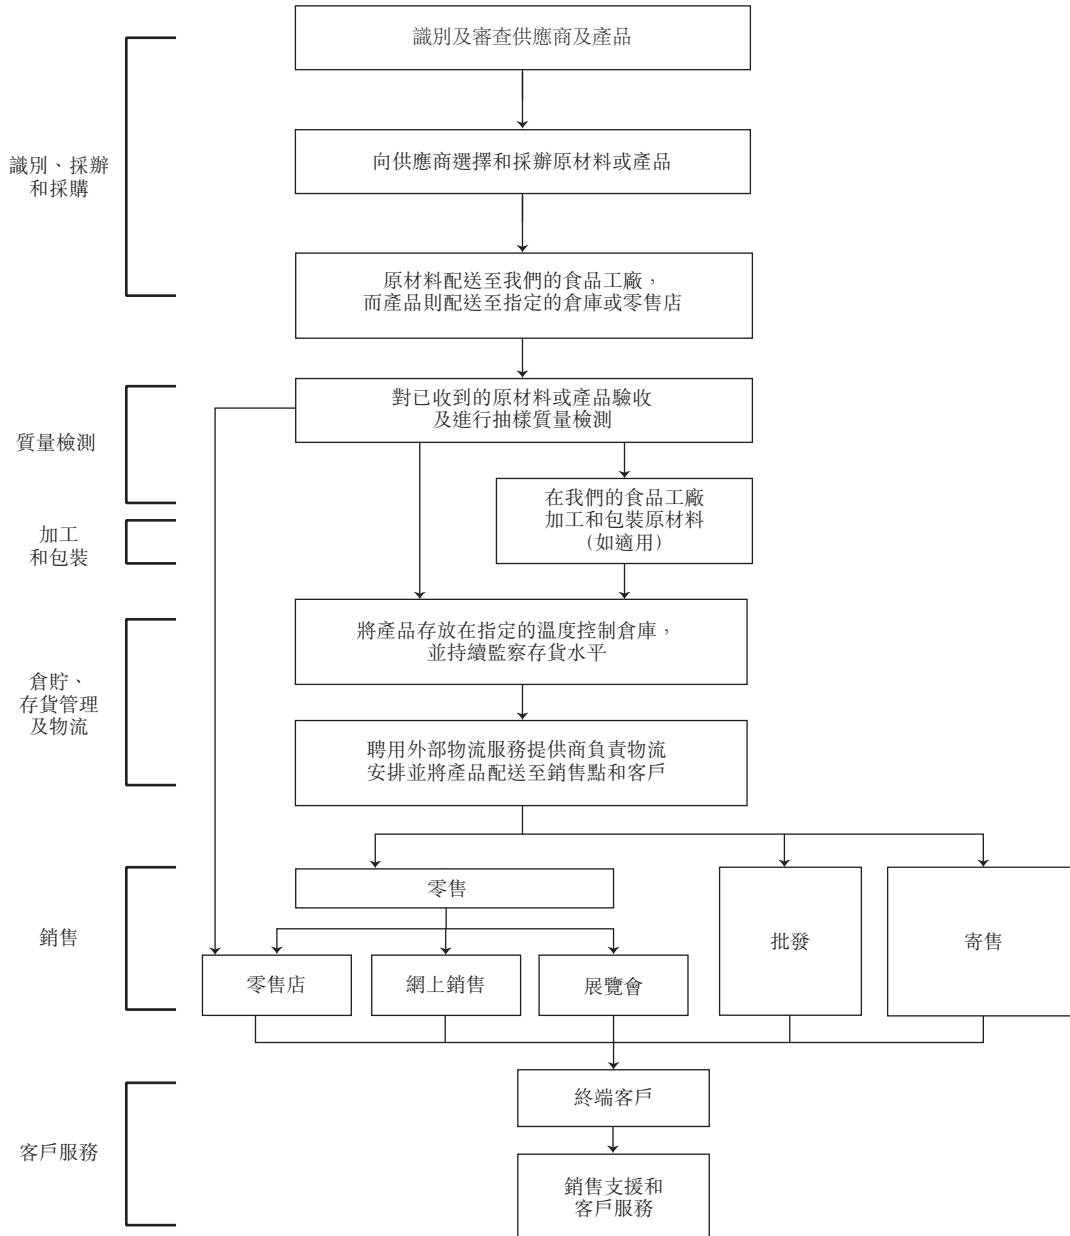 識別及審查供應商及產品
識別、採辦
和採購
向供應商選擇和採辦原材料或產品
原材料配送至我們的食品工廠，
而產品則配送至指定的倉庫或零售店
質量檢測
對已收到的原材料或產品驗收
及進行抽樣質量檢測
加工
和包裝
在我們的食品工廠
加工和包裝原材料
（如適用）
倉貯、
存貨管理
及物流
將產品存放在指定的溫度控制倉庫，
並持續監察存貨水平
聘用外部物流服務提供商負責物流
安排並將產品配送至銷售點和客戶
銷售
零售
零售店
網上銷售
展覽會
批發
寄售
客戶服務
終端客戶
銷售支援和
客戶服務